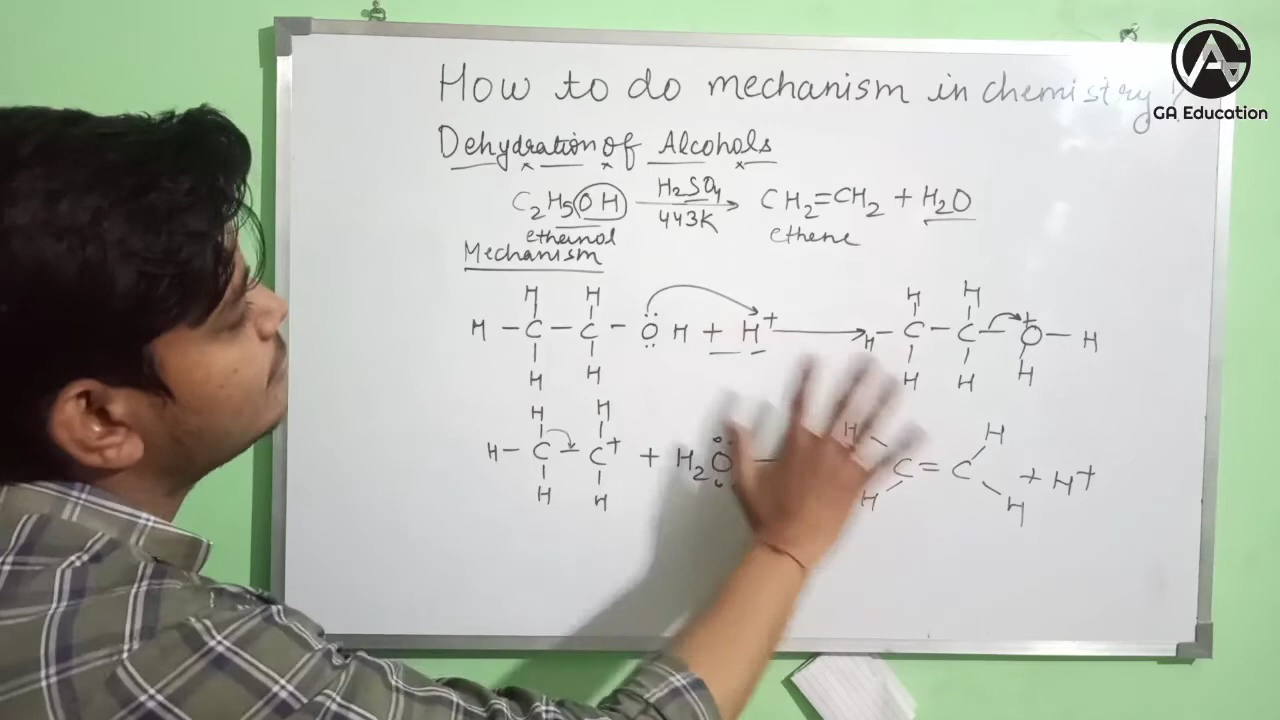 How to do mechanism in chemistry ?
GA Education
Dehydration of Alcohols
C2H5OH H2SO4 443K CH2=CH2 + H2O
ethanol ethene
Mechanism
H H H H
H - C - C - O H + H+ H - C - C - O+ - H
H H H H H
H H H H
H - C - C+ + H2O C = C + H+
H H H H